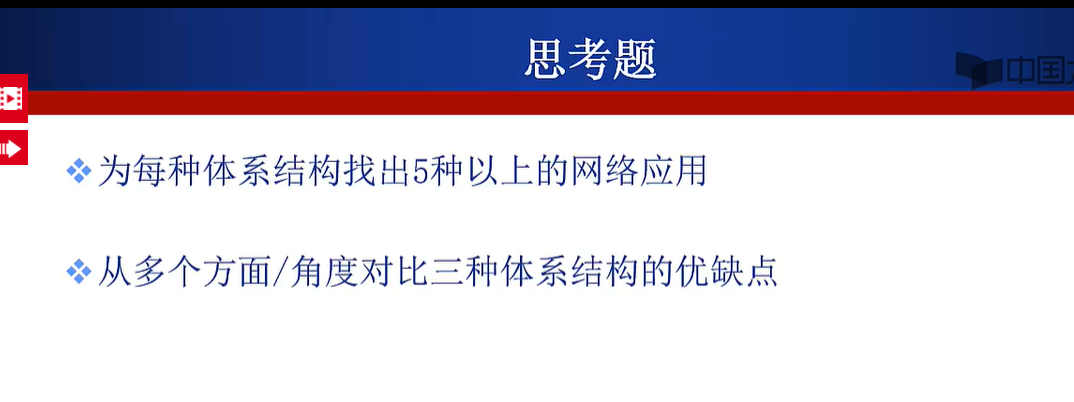 思考题
中国
为每种体系结构找出5种以上的网络应用
从多个方面/角度对比三种体系结构的优缺点